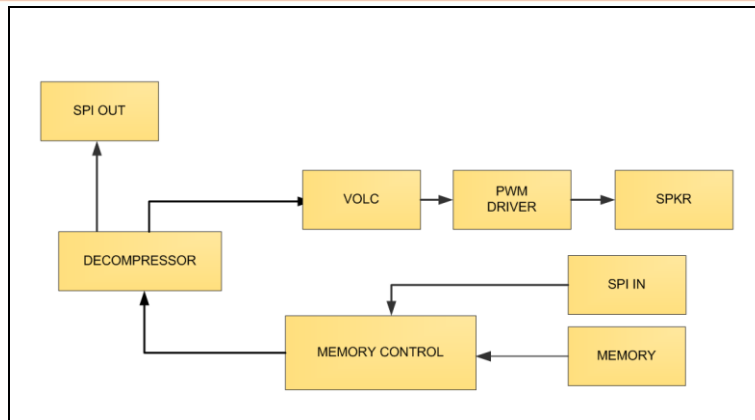 SPI OUT
VOLC
PWM
DRIVER
SPKR
DECOMPRESSOR
SPI IN
MEMORY CONTROL
MEMORY